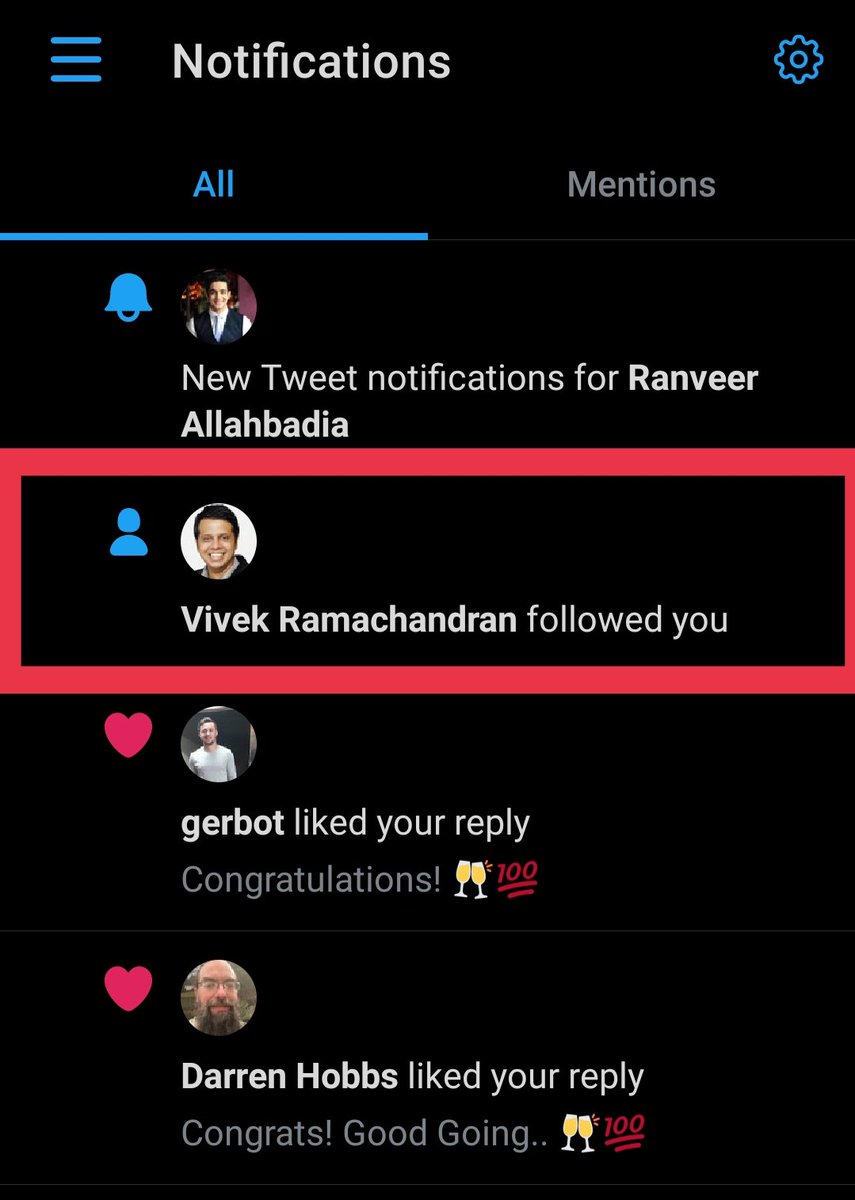 Notifications
All
Mentions
New Tweet notifications for Ranveer
Allahbadia
Vivek Ramachandran followed you
gerbot liked your reply
Congratulations! 🥂💯
Darren Hobbs liked your reply
Congrats! Good Going.. 🥂💯